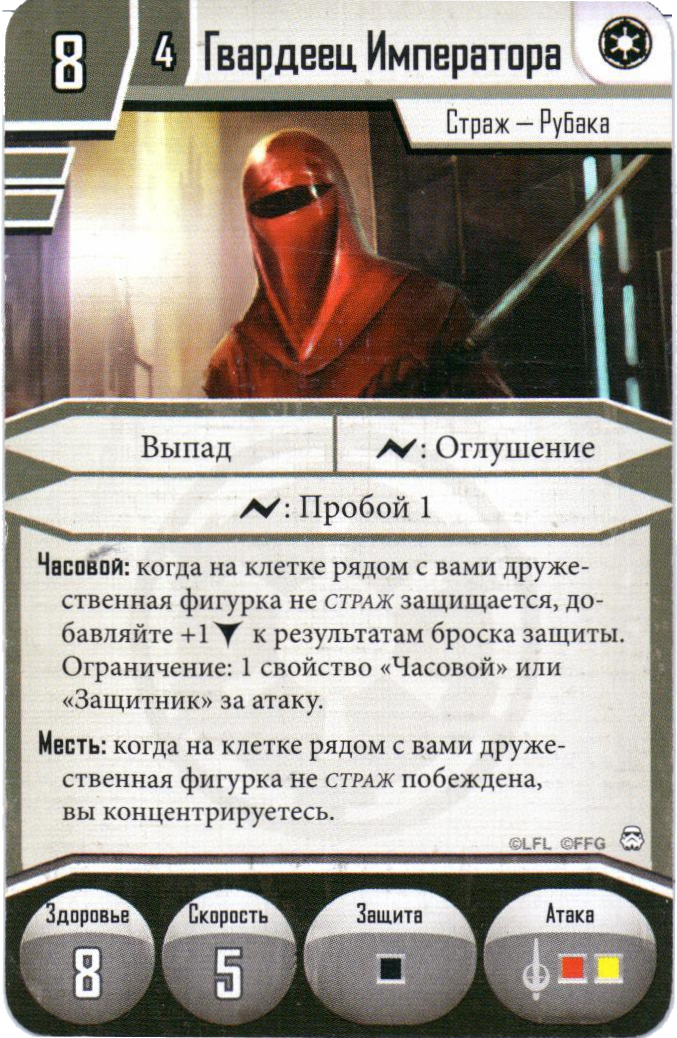 8
4
Гвардеец Императора
Страж – Рубака
Выпад
: Оглушение
: Пробой 1
Часовой: когда на клетке рядом с вами друже-
ственная фигурка не СТРАЖ защищается, до-
бавляйте +1 к результатам броска защиты.
Ограничение: 1 свойство «Часовой» или
«Защитник» за атаку.
Месть: когда на клетке рядом с вами друже-
ственная фигурка не СТРАЖ побеждена,
вы концентрируетесь.
©LFL ©FFG
Здоровье
8
Скорость
5
Защита
Атака